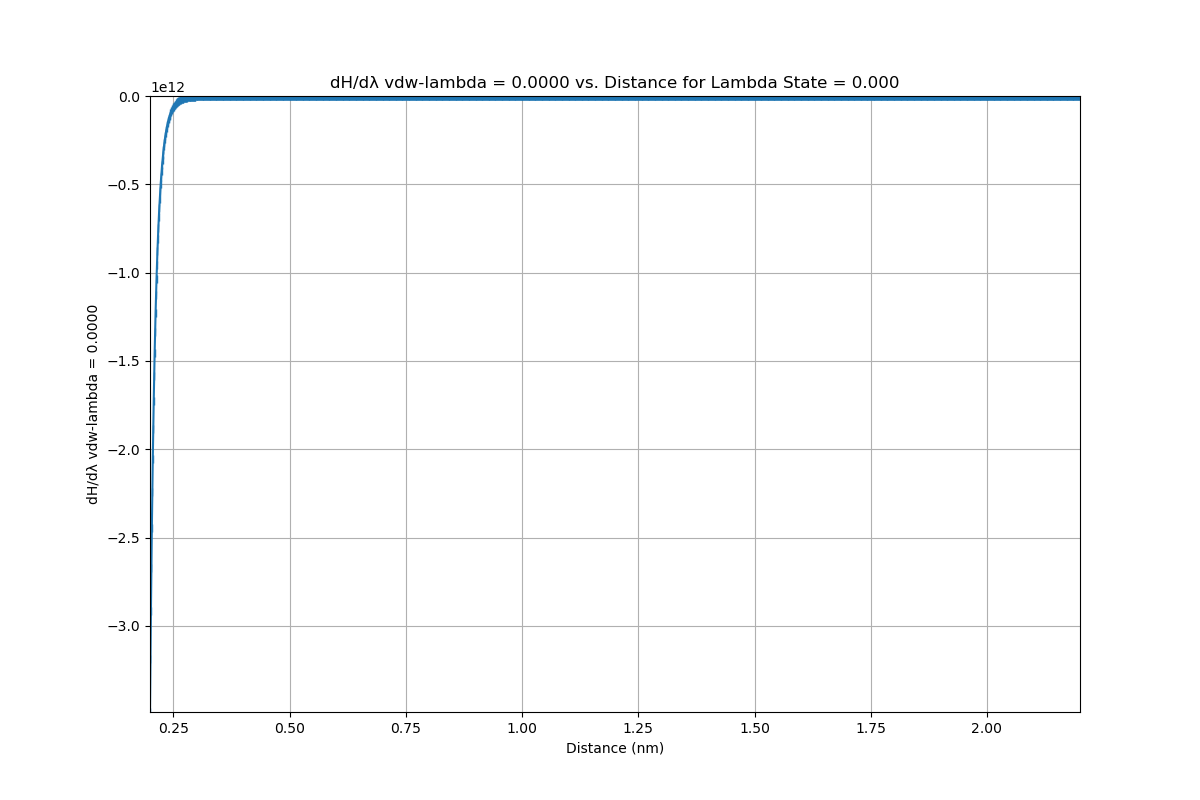 dH/dλ vdw-lambda = 0.0000 vs. Distance for Lambda State = 0.000
1e12
0.0
−0.5
−1.0
−1.5
−2.0
−2.5
−3.0
dH/dλ vdw-lambda = 0.0000
0.25 0.50 0.75 1.00 1.25 1.50 1.75 2.00
Distance (nm)